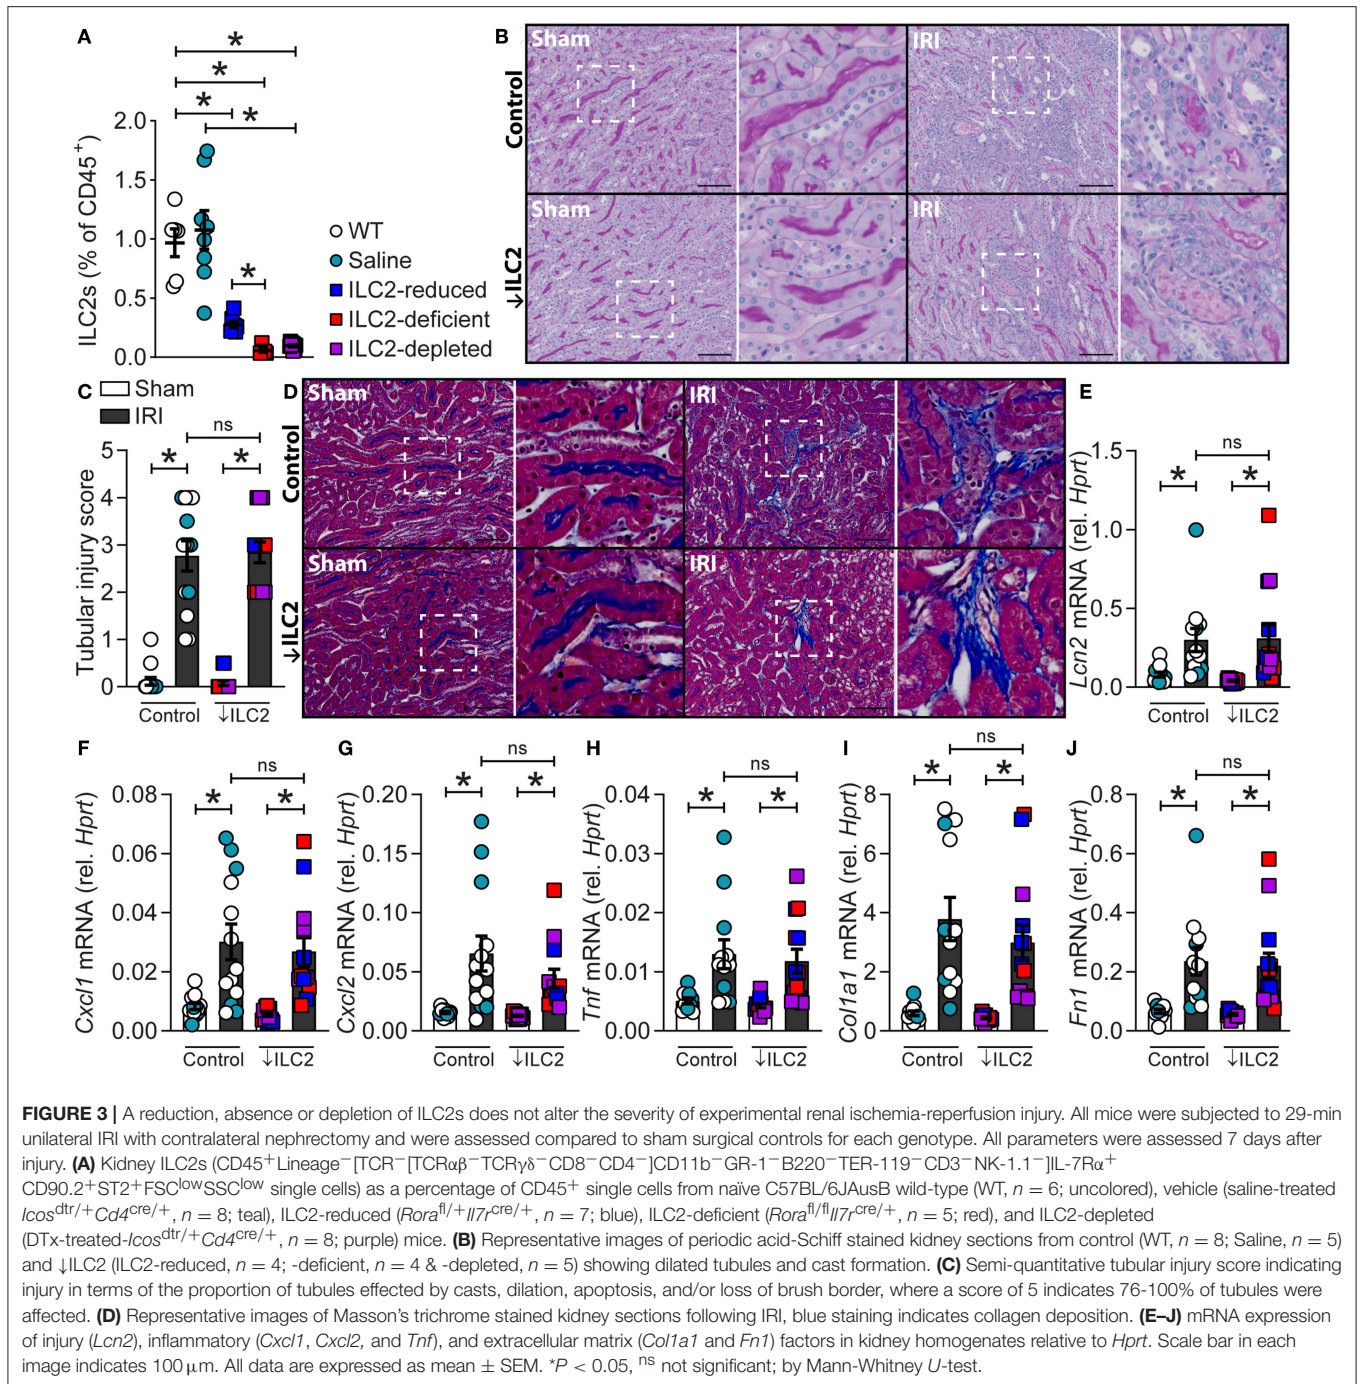 A
*
*
*
*
2.0
1.5
1.0
0.5
0.0
ILC2s (% of CD45⁺)
*
WT
Saline
ILC2-reduced
ILC2-deficient
ILC2-depleted
B
Sham
IRI
Control
Sham
IRI
↓ILC2
C
Sham
IRI
ns
*
*
5
4
3
2
1
0
Tubular injury score
Control
↓ILC2
D
Sham
IRI
Control
Sham
IRI
↓ILC2
E
1.5
1.0
0.5
0.0
Lcn2 mRNA (rel. Hprt)
ns
*
*
Control
↓ILC2
F
0.08
0.06
0.04
0.02
0.00
Cxcl1 mRNA (rel. Hprt)
ns
*
*
Control
↓ILC2
G
0.20
0.15
0.10
0.05
0.00
Cxcl2 mRNA (rel. Hprt)
ns
*
*
Control
↓ILC2
H
0.04
0.03
0.02
0.01
0.00
Tnf mRNA (rel. Hprt)
ns
*
*
Control
↓ILC2
I
8
6
4
2
0
Col1a1 mRNA (rel. Hprt)
ns
*
*
Control
↓ILC2
J
0.8
0.6
0.4
0.2
0.0
Fn1 mRNA (rel. Hprt)
ns
*
*
Control
↓ILC2
FIGURE 3 | A reduction, absence or depletion of ILC2s does not alter the severity of experimental renal ischemia-reperfusion injury. All mice were subjected to 29-min
unilateral IRI with contralateral nephrectomy and were assessed compared to sham surgical controls for each genotype. All parameters were assessed 7 days after
injury. (A) Kidney ILC2s (CD45⁺Lineage⁻[TCR⁻[TCRαβ⁻TCRγδ⁻CD8⁻CD4⁻]CD11b⁻GR-1⁻B220⁻TER-119⁻CD3⁻NK-1.1⁻]IL-7Rα⁺
CD90.2⁺ST2⁺FSCˡᵒʷSSCˡᵒʷ single cells) as a percentage of CD45⁺ single cells from naïve C57BL/6JAusB wild-type (WT, n = 6; uncolored), vehicle (saline-treated
Icosᵈᵗʳ/⁺Cd4ᶜʳᵉ/⁺, n = 8; teal), ILC2-reduced (Roraᶠˡ/⁺Il7rᶜʳᵉ/⁺, n = 7; blue), ILC2-deficient (Roraᶠˡ/ᶠˡIl7rᶜʳᵉ/⁺, n = 5; red), and ILC2-depleted
(DTx-treated-Icosᵈᵗʳ/⁺Cd4ᶜʳᵉ/⁺, n = 8; purple) mice. (B) Representative images of periodic acid-Schiff stained kidney sections from control (WT, n = 8; Saline, n = 5)
and ↓ILC2 (ILC2-reduced, n = 4; -deficient, n = 4 & -depleted, n = 5) showing dilated tubules and cast formation. (C) Semi-quantitative tubular injury score indicating
injury in terms of the proportion of tubules effected by casts, dilation, apoptosis, and/or loss of brush border, where a score of 5 indicates 76-100% of tubules were
affected. (D) Representative images of Masson's trichrome stained kidney sections following IRI, blue staining indicates collagen deposition. (E–J) mRNA expression
of injury (Lcn2), inflammatory (Cxcl1, Cxcl2, and Tnf), and extracellular matrix (Col1a1 and Fn1) factors in kidney homogenates relative to Hprt. Scale bar in each
image indicates 100 μm. All data are expressed as mean ± SEM. *P < 0.05, ⁿˢ not significant; by Mann-Whitney U-test.